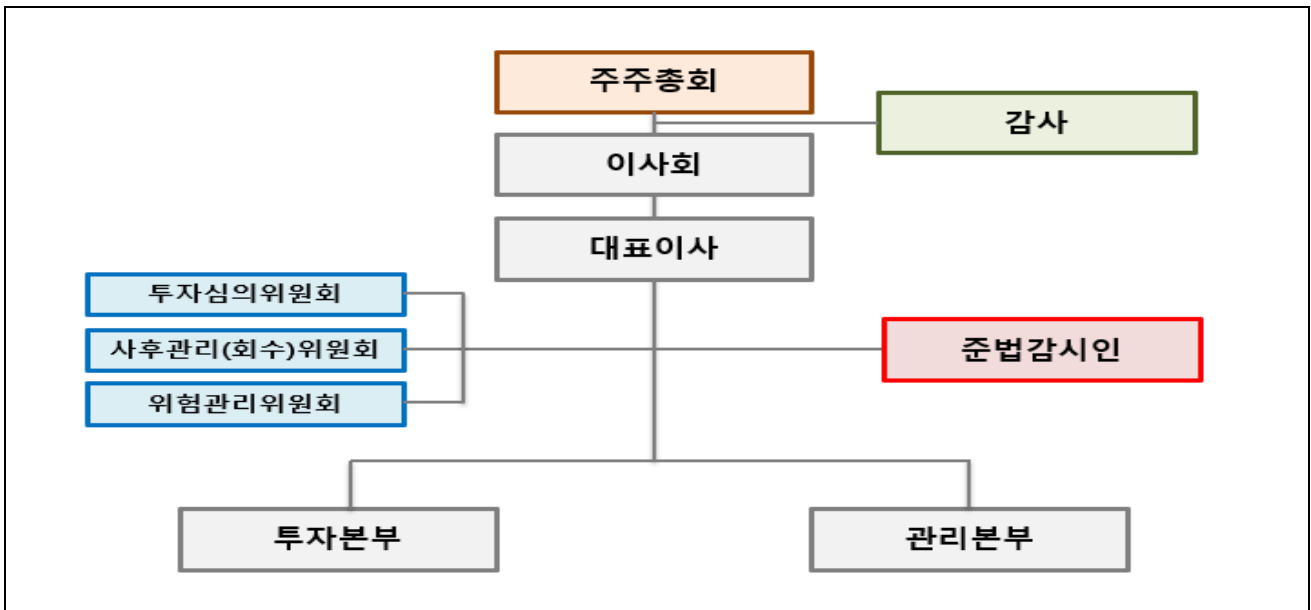 주주총회
감사
이사회
대표이사
투자심의위원회
사후관리(회수)위원회
준법감시인
위험관리위원회
투자본부
관리본부